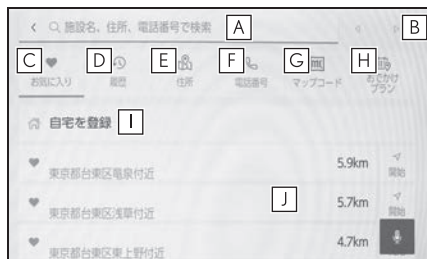 施設名、住所、電話番号で検索 A B
C D E F G H
お気に入り 履歴 住所 電話番号 マップコード おでかけプラン
自宅を登録 I
5.9km
東京都台東区竜泉付近 開始
J 5.7km
東京都台東区浅草付近 開始
4.7km
東京都台東区東上野付近